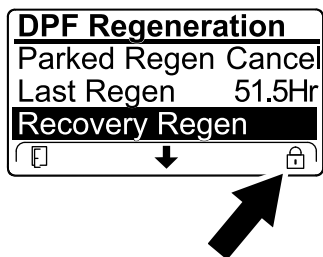 DPF Regeneration
Parked Regen Cancel
Last Regen 51.5Hr
Recovery Regen